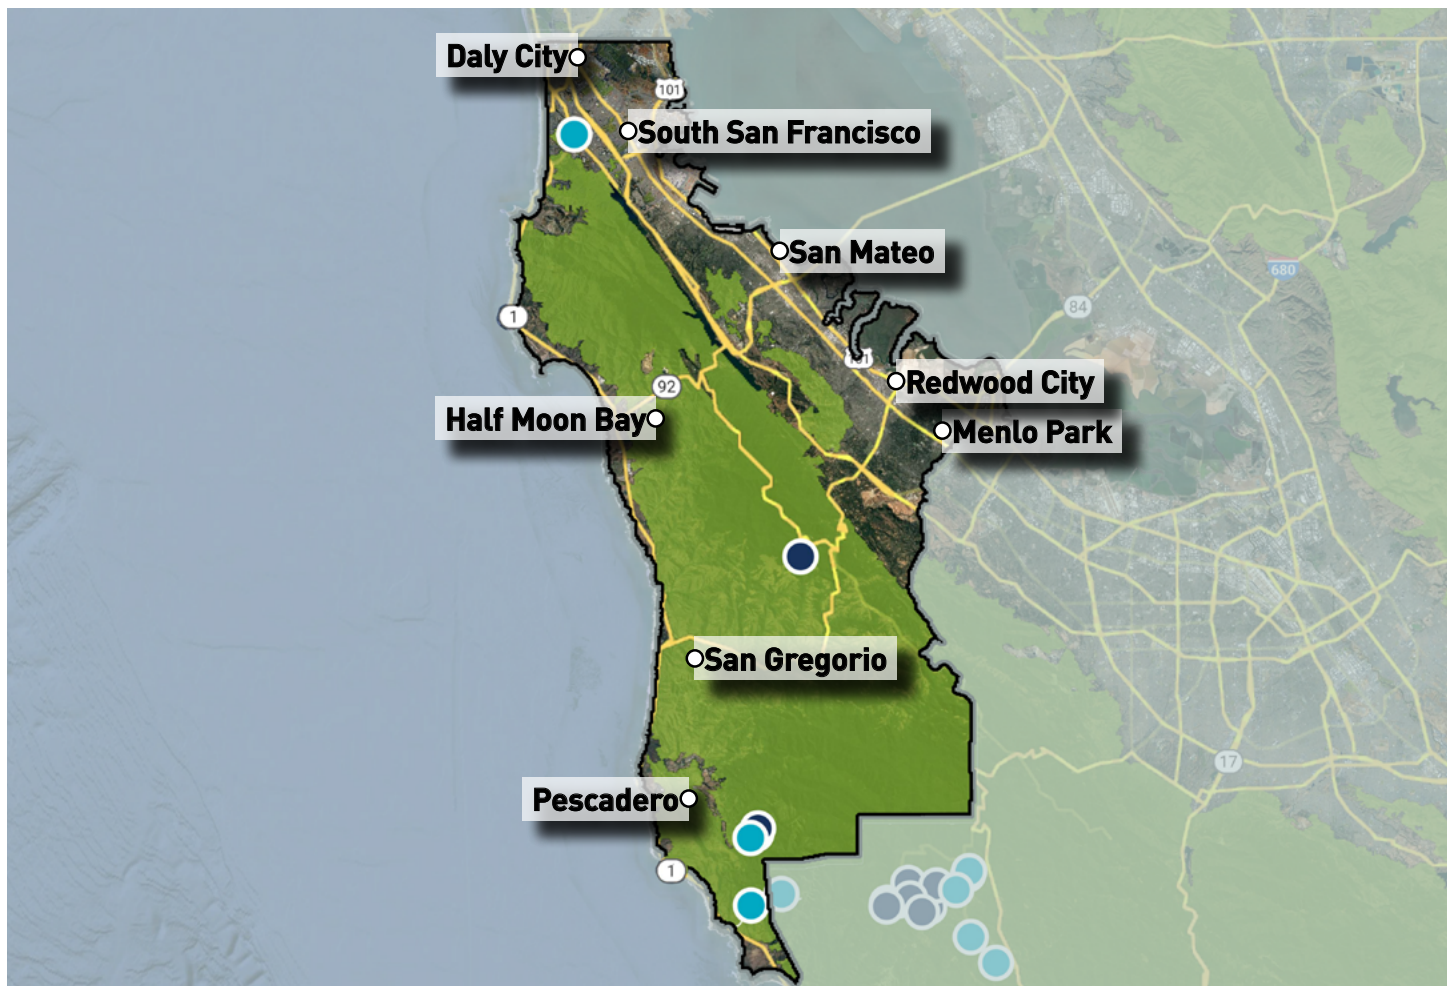 Daly City
101
South San Francisco
San Mateo
680
84
1
101
Redwood City
92
Half Moon Bay
Menlo Park
San Gregorio
17
Pescadero
1